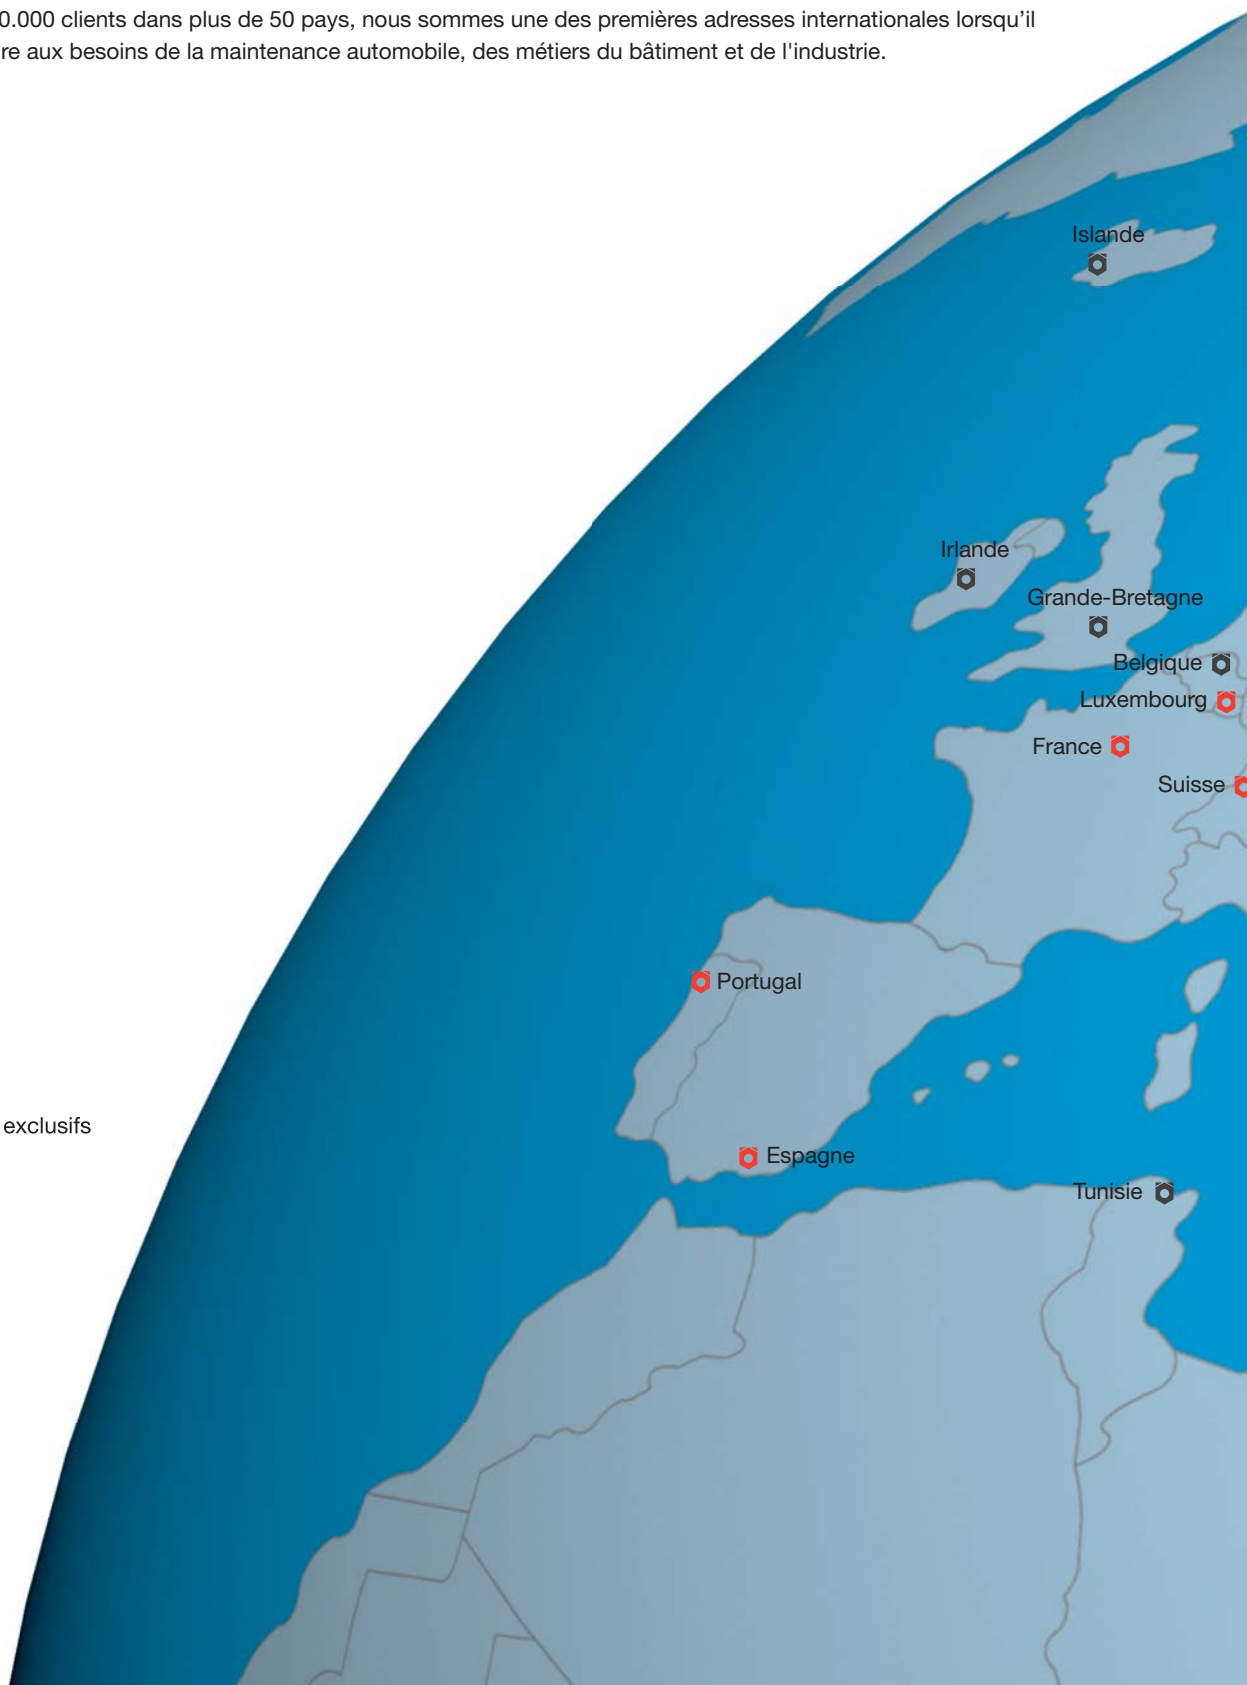 0.000 clients dans plus de 50 pays, nous sommes une des premières adresses internationales lorsqu’il
re aux besoins de la maintenance automobile, des métiers du bâtiment et de l'industrie.
Islande
Irlande
Grande-Bretagne
Belgique
Luxembourg
France
Suisse
Portugal
exclusifs
Espagne
Tunisie